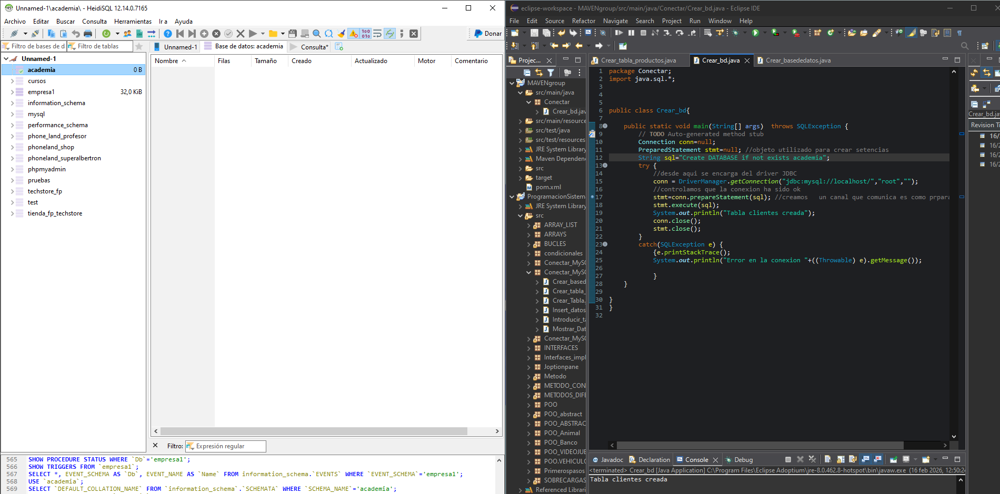 Unnamed-1\academia\ - HeidiSQL 12.14.0.7165
Archivo Editar Buscar Consulta Herramientas Ir a Ayuda
Donar
Filtro de bases de d
Filtro de tablas
Unnamed-1
Base de datos: academia
Consulta*
Unnamed-1
academia 0 B
cursos
empresa1 32,0 KiB
information_schema
mysql
performance_schema
phone_land_profesor
phoneland_shop
phoneland_superalbertron
phpmyadmin
pruebas
techstore_fp
test
tienda_fp_techstore
Nombre Filas Tamaño Creado Actualizado Motor Comentario
Filtro: Expresión regular
565 SHOW PROCEDURE STATUS WHERE `Db`='empresa1';
566 SHOW TRIGGERS FROM `empresa1`;
567 SELECT *, EVENT_SCHEMA AS `Db`, EVENT_NAME AS `Name` FROM information_schema.`EVENTS` WHERE `EVENT_SCHEMA`='empresa1';
568 USE `academia`;
569 SELECT `DEFAULT_COLLATION_NAME` FROM `information_schema`.`SCHEMATA` WHERE `SCHEMA_NAME`='academia';
eclipse-workspace - MAVENgroup/src/main/java/Conectar/Crear_bd.java - Eclipse IDE
File Edit Source Refactor Navigate Search Project Run Window Help
Projec...
MAVENgroup
src/main/java
Conectar
Crear_bd.jav
src/main/resource
src/test/java
src/test/resources
JRE System Library
Maven Dependen
src
target
pom.xml
ProgramacionSistema
JRE System Library
src
ARRAY_LIST
ARRAYS
BUCLES
condicionales
Conectar_MySC
Conectar_MySC
Crear_based
Crear_tabla_
Crear_Tabla.
Insert_datos
Introducir_ta
Mostrar_Dat
Conectar_MySC
INTERFACES
Interfaces_impl
Joptionpane
Metodo
METODO_CON
METODOS_DIFE
POO
POO_abstract
POO_ABSTRAC
POO_Animal
POO_Banco
POO_VIDEOJUE
POO.VEHICULC
Primerospasos
SOBRECARGAS
Referenced Librari
Crear_tabla_productos.java
Crear_bd.java
Crear_basededatos.java
1 package Conectar;
2 import java.sql.*;
3
4
5
6 public class Crear_bd{
7
8 public static void main(String[] args)  throws SQLException {
9 // TODO Auto-generated method stub
10 Connection conn=null;
11 PreparedStatement stmt=null; //objeto utilizado para crear setencias
12 String sql="Create DATABASE if not exists academia";
13 try {
14 //desde aqui se encarga del driver JDBC
15 conn = DriverManager.getConnection("jdbc:mysql://localhost/","root","");
16 //controlamos que la conexion ha sido ok
17 stmt=conn.prepareStatement(sql); //creamos   un canal que comunica es como prpara
18 stmt.execute(sql);
19 System.out.println("Tabla clientes creada");
20 conn.close();
21 stmt.close();
22 }
23 catch(SQLException e) {
24 {e.printStackTrace();
25 System.out.println("Error en la conexion "+((Throwable) e).getMessage());
26
27 }
28 }
29
30 }
31 }
32
Crear_bd.ja
Revision Ti
16/
16/2
16/2
16/2
Javadoc Declaration Console Debug
<terminated> Crear_bd [Java Application] C:\Program Files\Eclipse Adoptium\jre-8.0.462.8-hotspot\bin\javaw.exe (16 feb 2026, 12:50:24
Tabla clientes creada